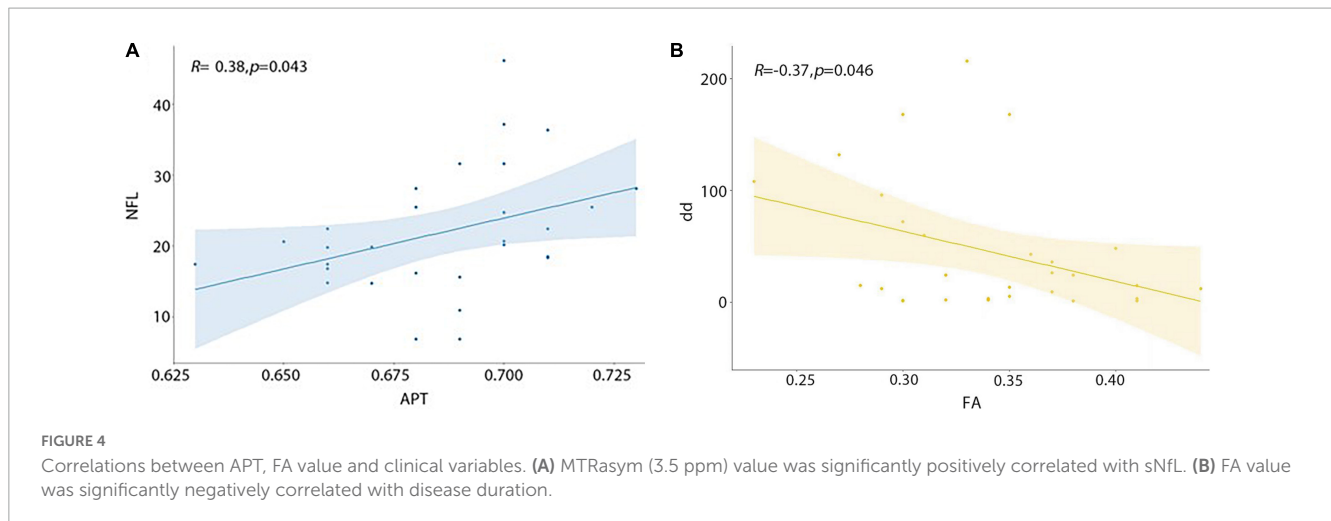 A
R= 0.38,p=0.043
NFL
40
30
20
10
0.625 0.650 0.675 0.700 0.725
APT
B
R=-0.37,p=0.046
dd
200
100
0
0.25 0.30 0.35 0.40
FA
FIGURE 4
Correlations between APT, FA value and clinical variables. (A) MTRasym (3.5 ppm) value was significantly positively correlated with sNfL. (B) FA value
was significantly negatively correlated with disease duration.